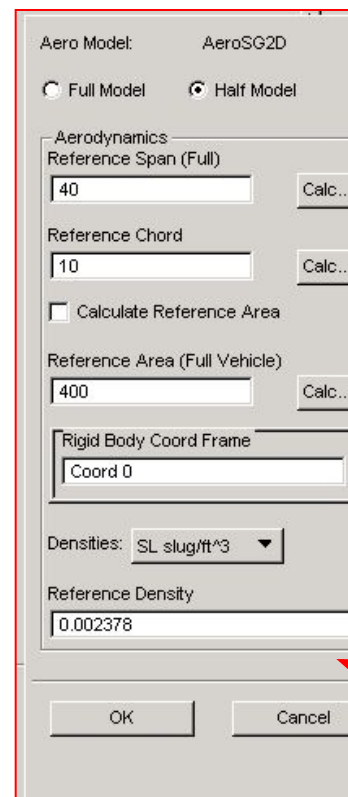 Aero Model: AeroSG2D
Full Model Half Model
Aerodynamics
Reference Span (Full)
40 Calc..
Reference Chord
10 Calc..
Calculate Reference Area
Reference Area (Full Vehicle)
400 Calc..
Rigid Body Coord Frame
Coord 0
Densities: SL slug/ft^3
Reference Density
0.002378
OK Cancel